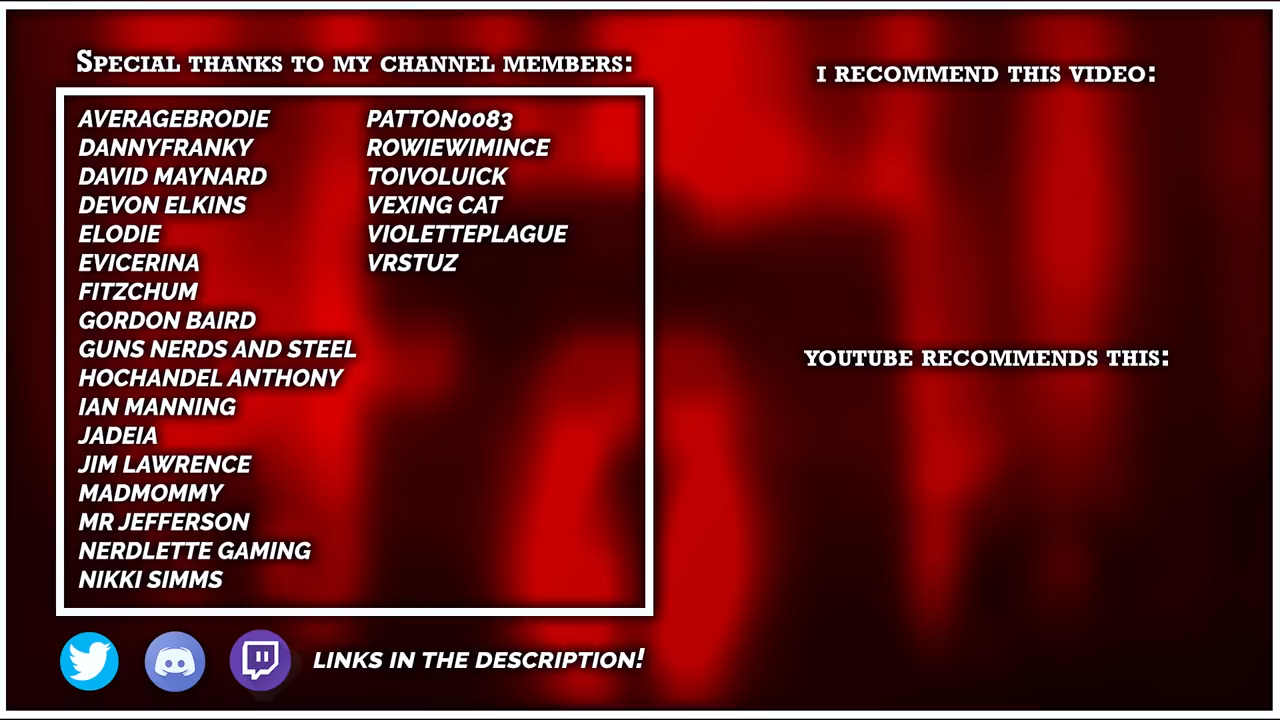 Special thanks to my channel members:
AVERAGEBRODIE
DANNYFRANKY
DAVID MAYNARD
DEVON ELKINS
ELODIE
EVICERINA
FITZCHUM
GORDON BAIRD
GUNS NERDS AND STEEL
HOCHANDEL ANTHONY
IAN MANNING
JADEIA
JIM LAWRENCE
MADMOMMY
MR JEFFERSON
NERDLETTE GAMING
NIKKI SIMMS
PATTON0083
ROWIEWIMINCE
TOIVOLUICK
VEXING CAT
VIOLETTEPLAGUE
VRSTUZ
LINKS IN THE DESCRIPTION!
I RECOMMEND THIS VIDEO:
YOUTUBE RECOMMENDS THIS: